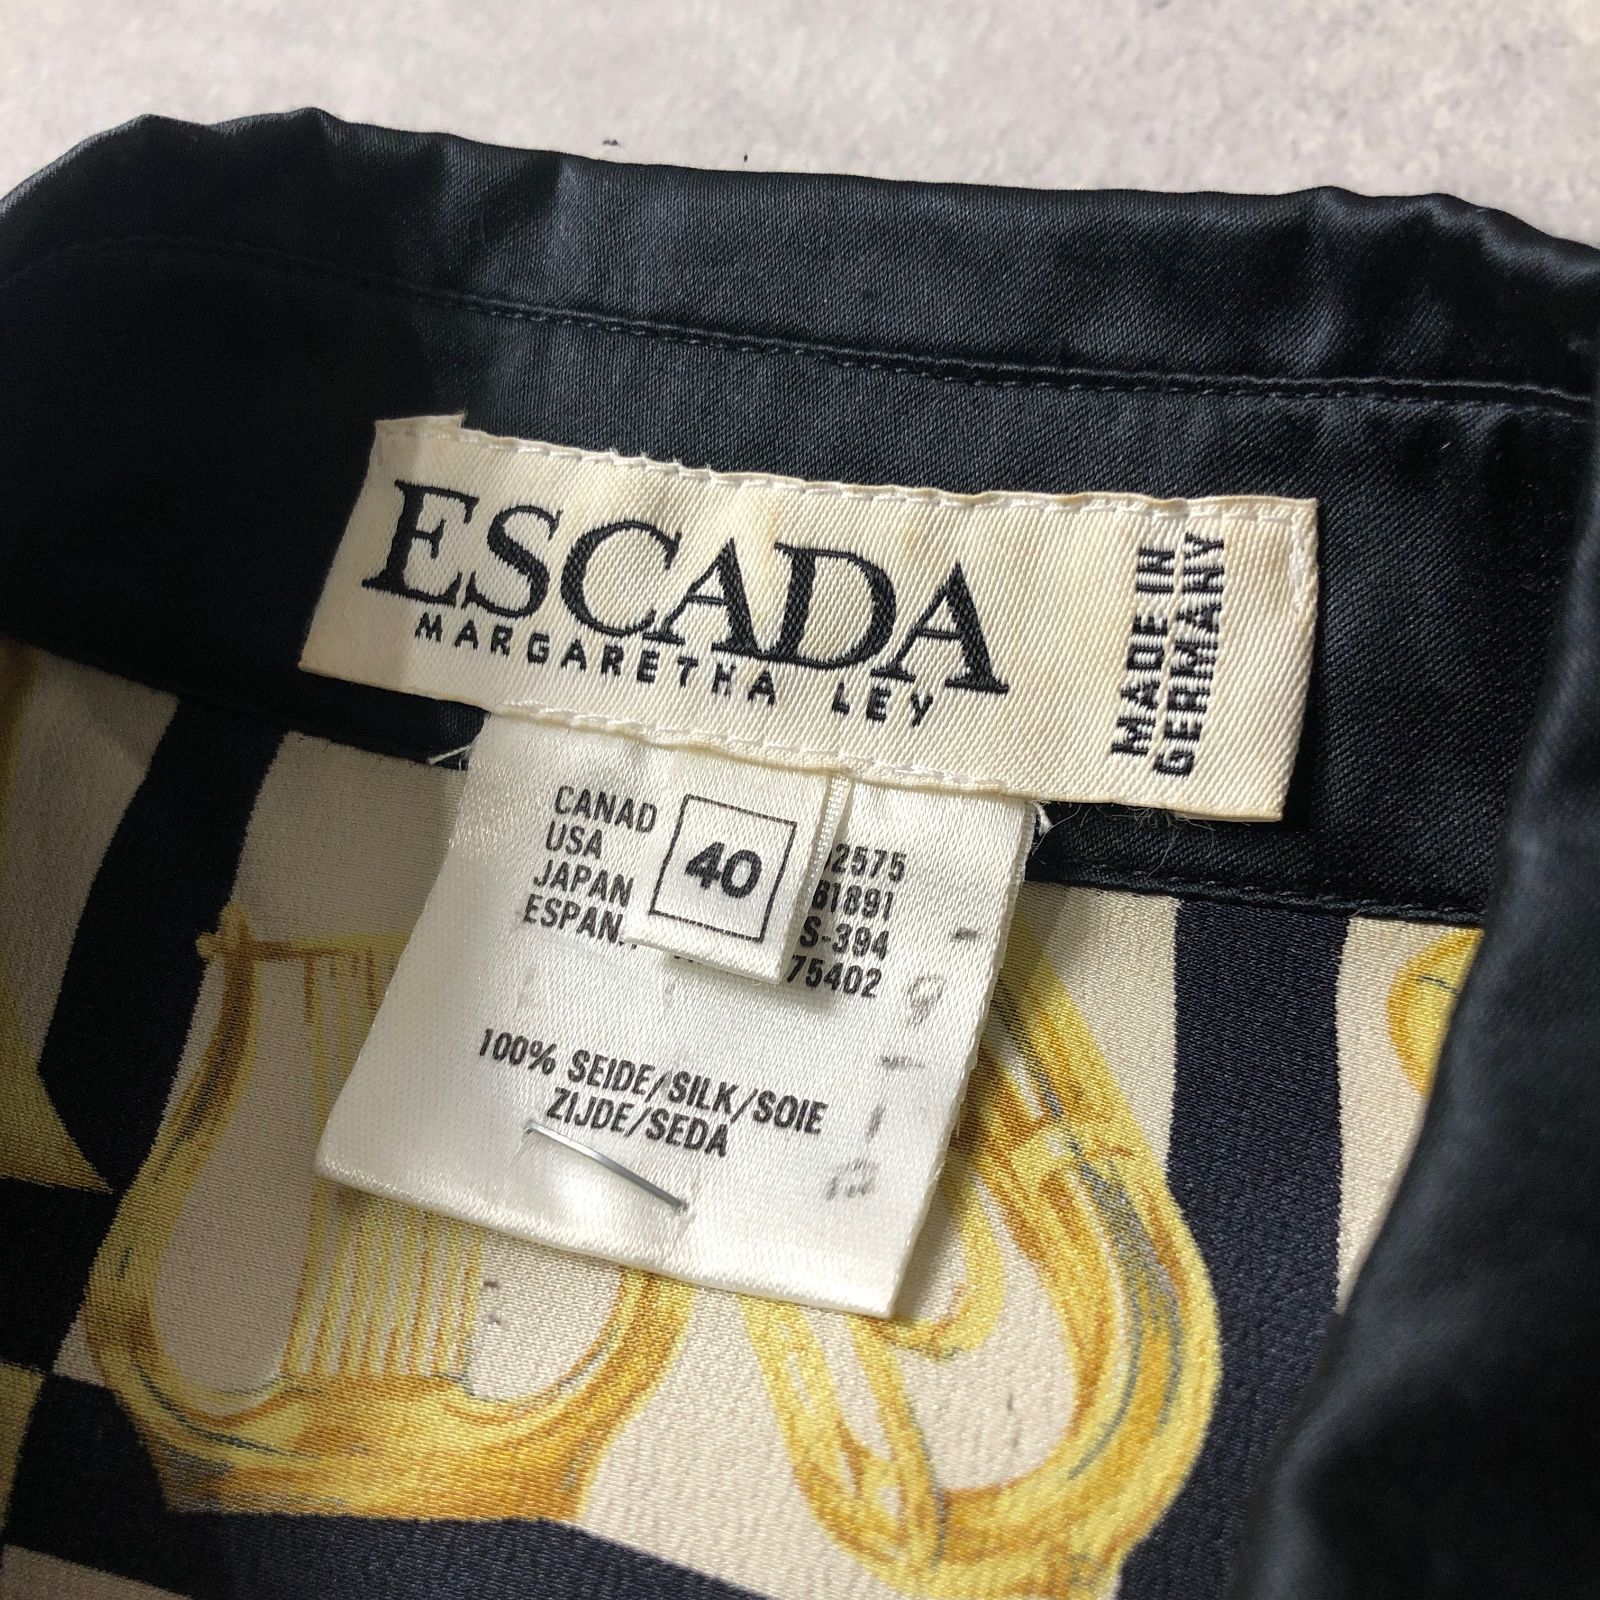 ESCADA
MARGARETHA LEY
MADE IN
GERMANY
40
CANAD 2575
USA 61891
JAPAN S-394
ESPAN. 75402
100% SEIDE/SILK/SOIE
ZIJDE/SEDA